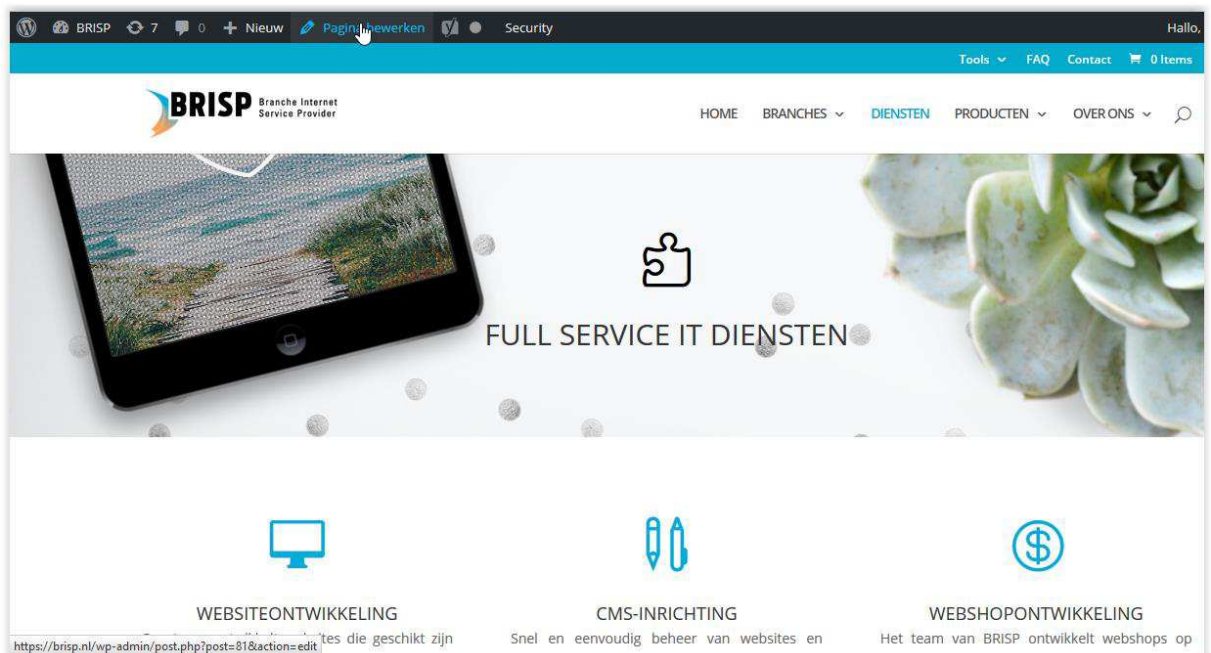 BRISP 7 0 + Nieuw Pagina bewerken Security Hallo,
Tools FAQ Contact 0 Items
BRISP Branche Internet
Service Provider
HOME BRANCHES DIENSTEN PRODUCTEN OVER ONS
FULL SERVICE IT DIENSTEN
WEBSITEONTWIKKELING
die geschikt zijn
CMS-INRICHTING
Snel en eenvoudig beheer van websites en
WEBSHOPONTWIKKELING
Het team van BRISP ontwikkelt webshops op
https://brisp.nl/wp-admin/post.php?post=81&action=edit